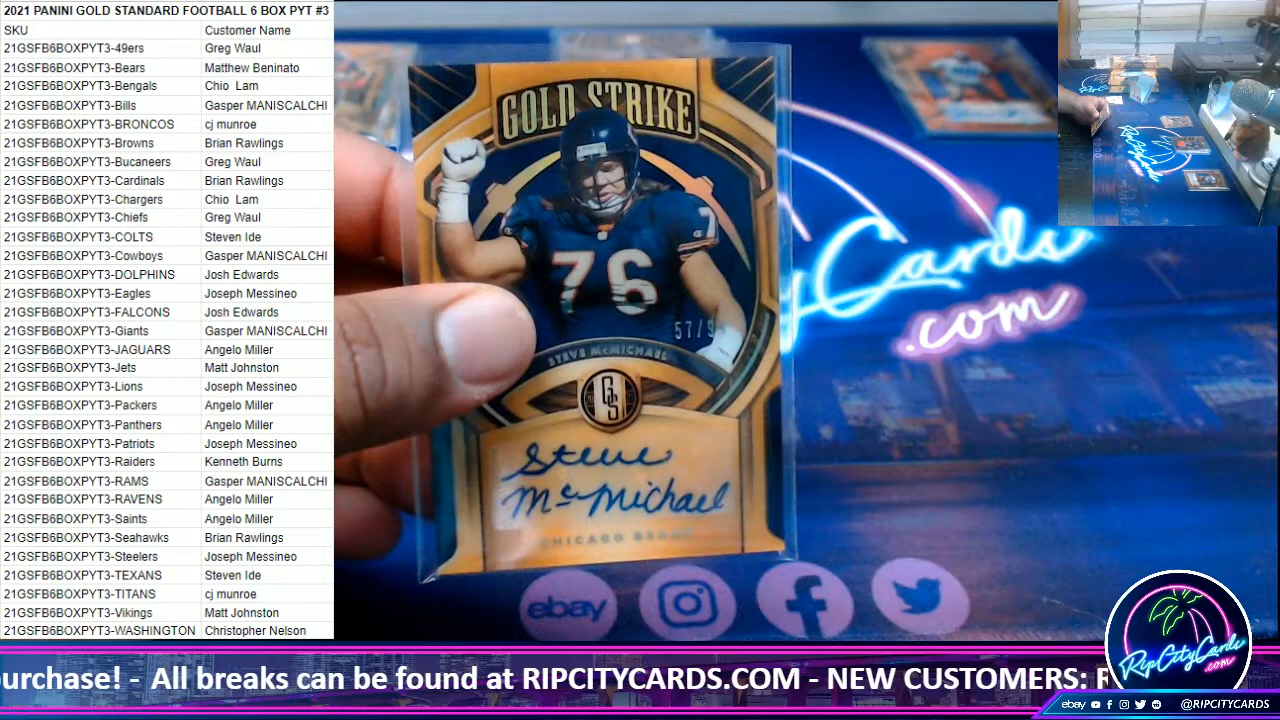 2021 PANINI GOLD STANDARD FOOTBALL 6 BOX PYT #3
SKU Customer Name
21GSFB6BOXPYT3-49ers Greg Waul
21GSFB6BOXPYT3-Bears Matthew Beninato
21GSFB6BOXPYT3-Bengals Chio Lam
21GSFB6BOXPYT3-Bills Gasper MANISCALCHI
21GSFB6BOXPYT3-BRONCOS cj munroe
21GSFB6BOXPYT3-Browns Brian Rawlings
21GSFB6BOXPYT3-Bucaneers Greg Waul
21GSFB6BOXPYT3-Cardinals Brian Rawlings
21GSFB6BOXPYT3-Chargers Chio Lam
21GSFB6BOXPYT3-Chiefs Greg Waul
21GSFB6BOXPYT3-COLTS Steven Ide
21GSFB6BOXPYT3-Cowboys Gasper MANISCALCHI
21GSFB6BOXPYT3-DOLPHINS Josh Edwards
21GSFB6BOXPYT3-Eagles Joseph Messineo
21GSFB6BOXPYT3-FALCONS Josh Edwards
21GSFB6BOXPYT3-Giants Gasper MANISCALCHI
21GSFB6BOXPYT3-JAGUARS Angelo Miller
21GSFB6BOXPYT3-Jets Matt Johnston
21GSFB6BOXPYT3-Lions Joseph Messineo
21GSFB6BOXPYT3-Packers Angelo Miller
21GSFB6BOXPYT3-Panthers Angelo Miller
21GSFB6BOXPYT3-Patriots Joseph Messineo
21GSFB6BOXPYT3-Raiders Kenneth Burns
21GSFB6BOXPYT3-RAMS Gasper MANISCALCHI
21GSFB6BOXPYT3-RAVENS Angelo Miller
21GSFB6BOXPYT3-Saints Angelo Miller
21GSFB6BOXPYT3-Seahawks Brian Rawlings
21GSFB6BOXPYT3-Steelers Joseph Messineo
21GSFB6BOXPYT3-TEXANS Steven Ide
21GSFB6BOXPYT3-TITANS cj munroe
21GSFB6BOXPYT3-Vikings Matt Johnston
21GSFB6BOXPYT3-WASHINGTON Christopher Nelson
GOLD STRIKE
76
7
57/9
STEVE McMICHAEL
GS
Steve
McMichael
CHICAGO BEARS
yCards
.com
ebay
urchase! - All breaks can be found at RIPCITYCARDS.COM - NEW CUSTOMERS: R
RipCityCards
.com
ebay @RIPCITYCARDS